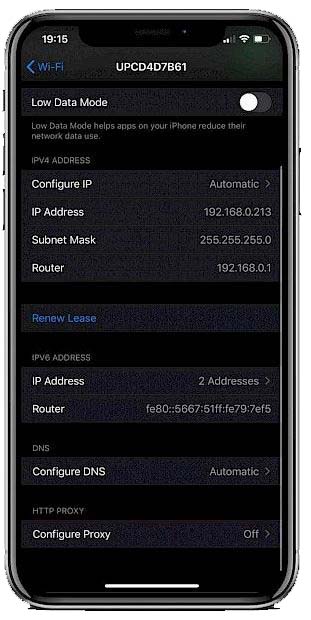 19:15
Wi-Fi
UPCD4D7B61
Low Data Mode
Low Data Mode helps apps on your iPhone reduce their
network data use.
IPV4 ADDRESS
Configure IP Automatic
IP Address 192.168.0.213
Subnet Mask 255.255.255.0
Router 192.168.0.1
Renew Lease
IPV6 ADDRESS
IP Address 2 Addresses
Router fe80::5667:51ff:fe79:7ef5
DNS
Configure DNS Automatic
HTTP PROXY
Configure Proxy Off